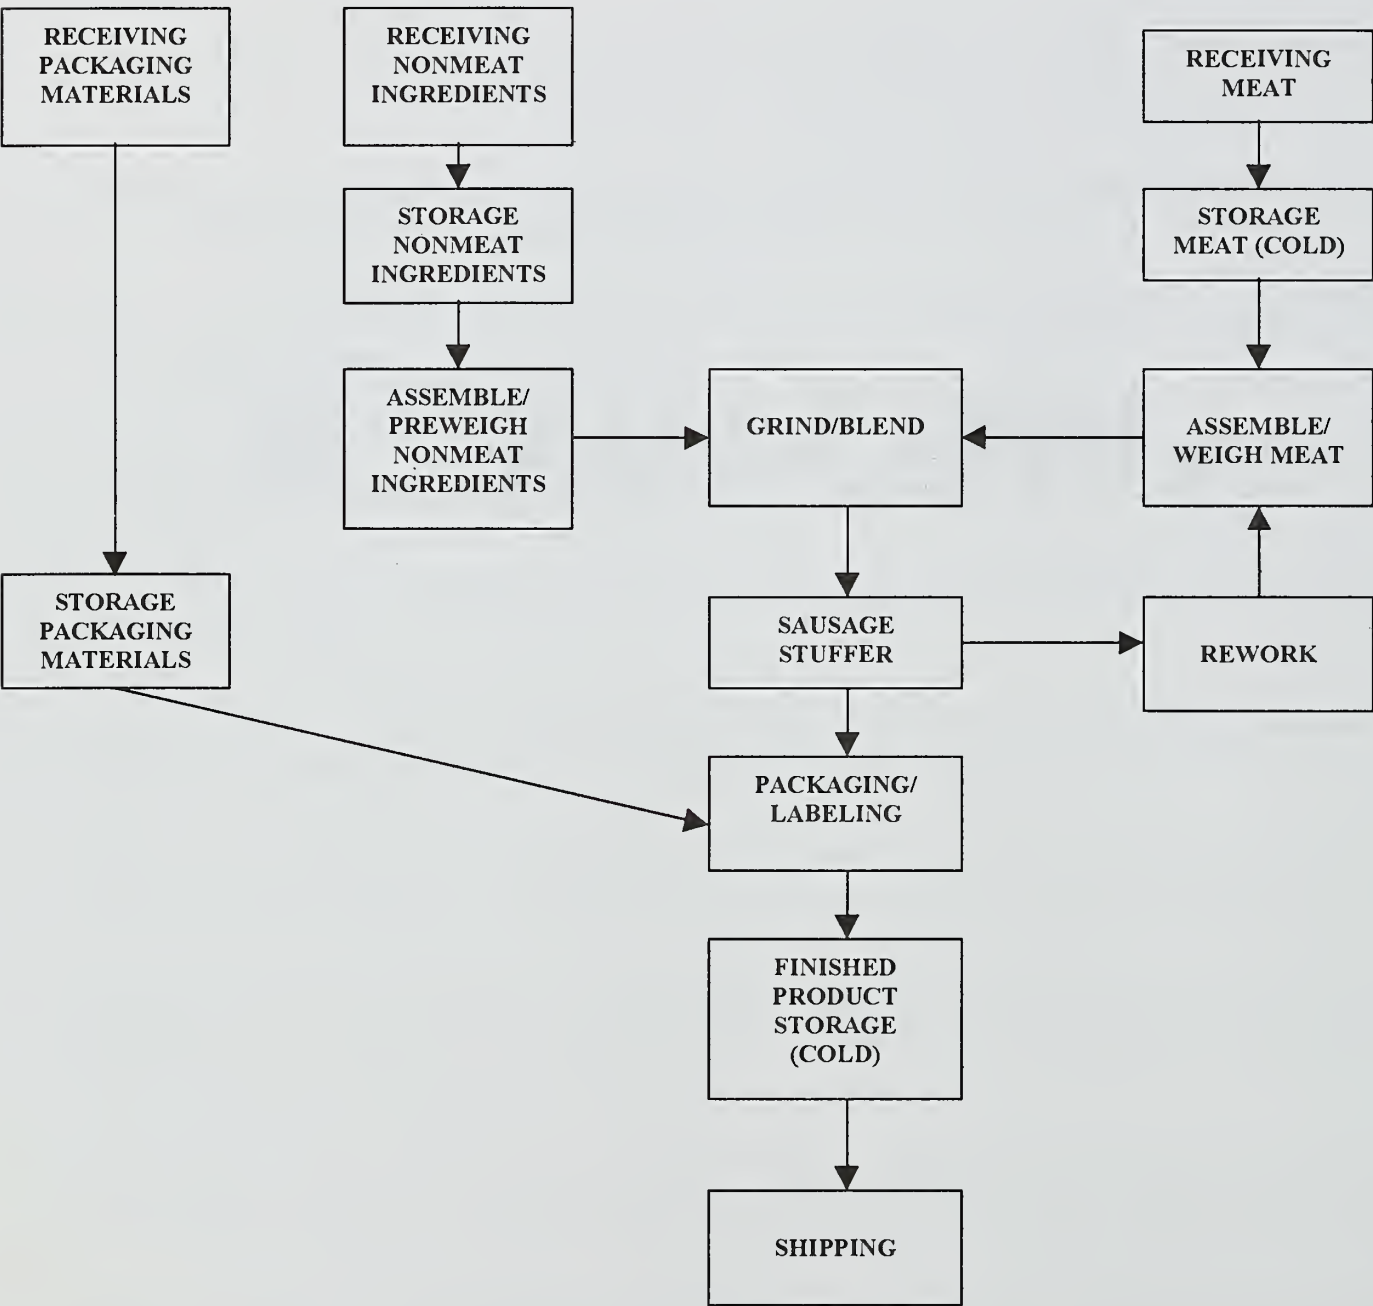 RECEIVING
PACKAGING
MATERIALS
RECEIVING
NONMEAT
INGREDIENTS
RECEIVING
MEAT
STORAGE
NONMEAT
INGREDIENTS
STORAGE
MEAT (COLD)
ASSEMBLE/
PREWEIGH
NONMEAT
INGREDIENTS
GRIND/BLEND
ASSEMBLE/
WEIGH MEAT
STORAGE
PACKAGING
MATERIALS
SAUSAGE
STUFFER
REWORK
PACKAGING/
LABELING
FINISHED
PRODUCT
STORAGE
(COLD)
SHIPPING